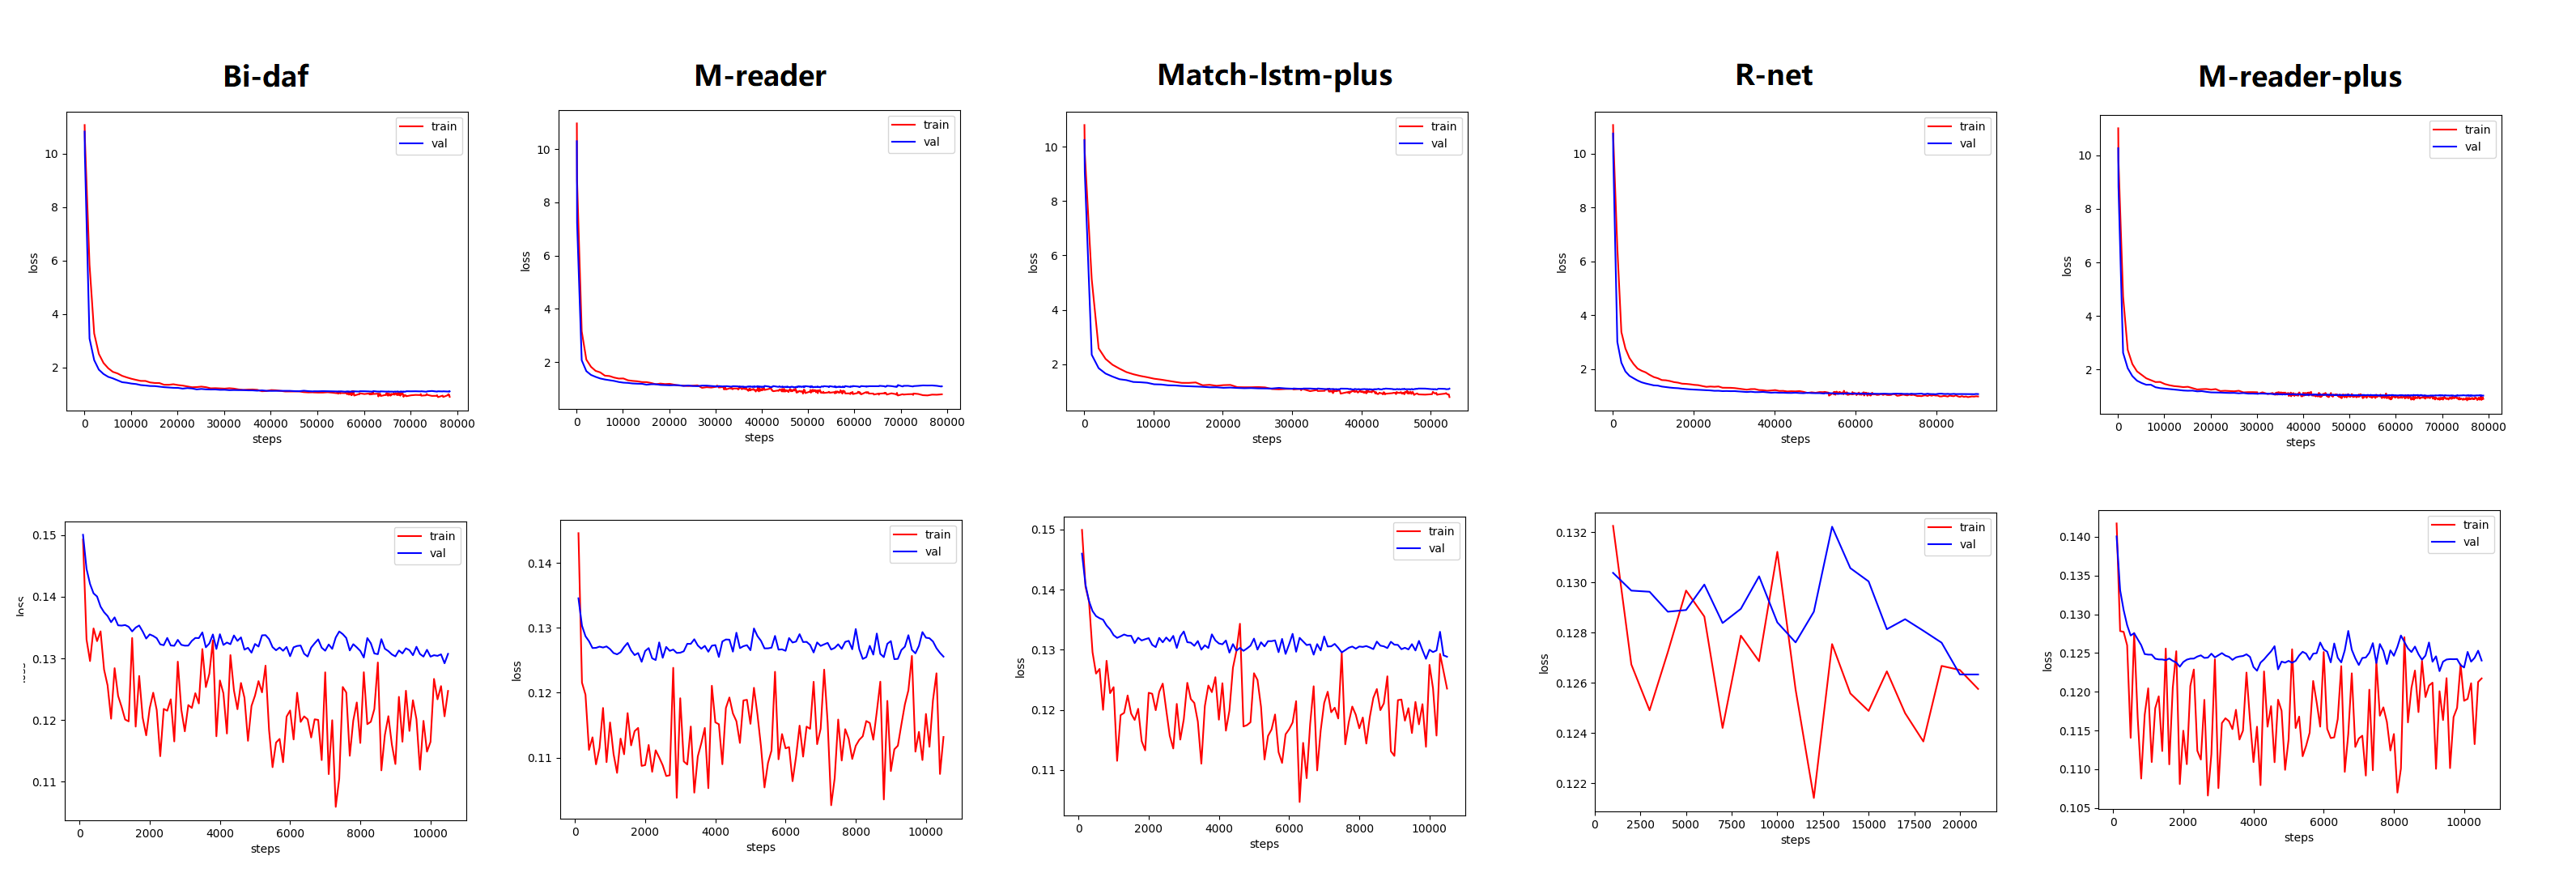 Bi-daf
M-reader
Match-lstm-plus
R-net
M-reader-plus
train
val
10
8
6
4
2
loss
0 10000 20000 30000 40000 50000 60000 70000 80000
steps
train
val
10
8
6
4
2
loss
0 10000 20000 30000 40000 50000 60000 70000 80000
steps
train
val
10
8
6
4
2
loss
0 10000 20000 30000 40000 50000
steps
train
val
10
8
6
4
2
loss
0 20000 40000 60000 80000
steps
train
val
10
8
6
4
2
loss
0 10000 20000 30000 40000 50000 60000 70000 80000
steps
train
val
0.15
0.14
0.13
0.12
0.11
loss
0 2000 4000 6000 8000 10000
steps
train
val
0.14
0.13
0.12
0.11
loss
0 2000 4000 6000 8000 10000
steps
train
val
0.15
0.14
0.13
0.12
0.11
loss
0 2000 4000 6000 8000 10000
steps
train
val
0.132
0.130
0.128
0.126
0.124
0.122
loss
0 2500 5000 7500 10000 12500 15000 17500 20000
steps
train
val
0.140
0.135
0.130
0.125
0.120
0.115
0.110
0.105
loss
0 2000 4000 6000 8000 10000
steps